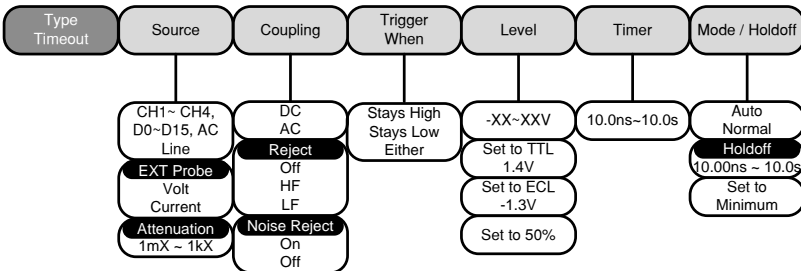 Type
Timeout
Source
Coupling
Trigger
When
Level
Timer
Mode / Holdoff
CH1~ CH4,
D0~D15, AC
Line
EXT Probe
Volt
Current
Attenuation
1mX ~ 1kX
DC
AC
Reject
Off
HF
LF
Noise Reject
On
Off
Stays High
Stays Low
Either
-XX~XXV
Set to TTL
1.4V
Set to ECL
-1.3V
Set to 50%
10.0ns~10.0s
Auto
Normal
Holdoff
10.00ns ~ 10.0s
Set to
Minimum